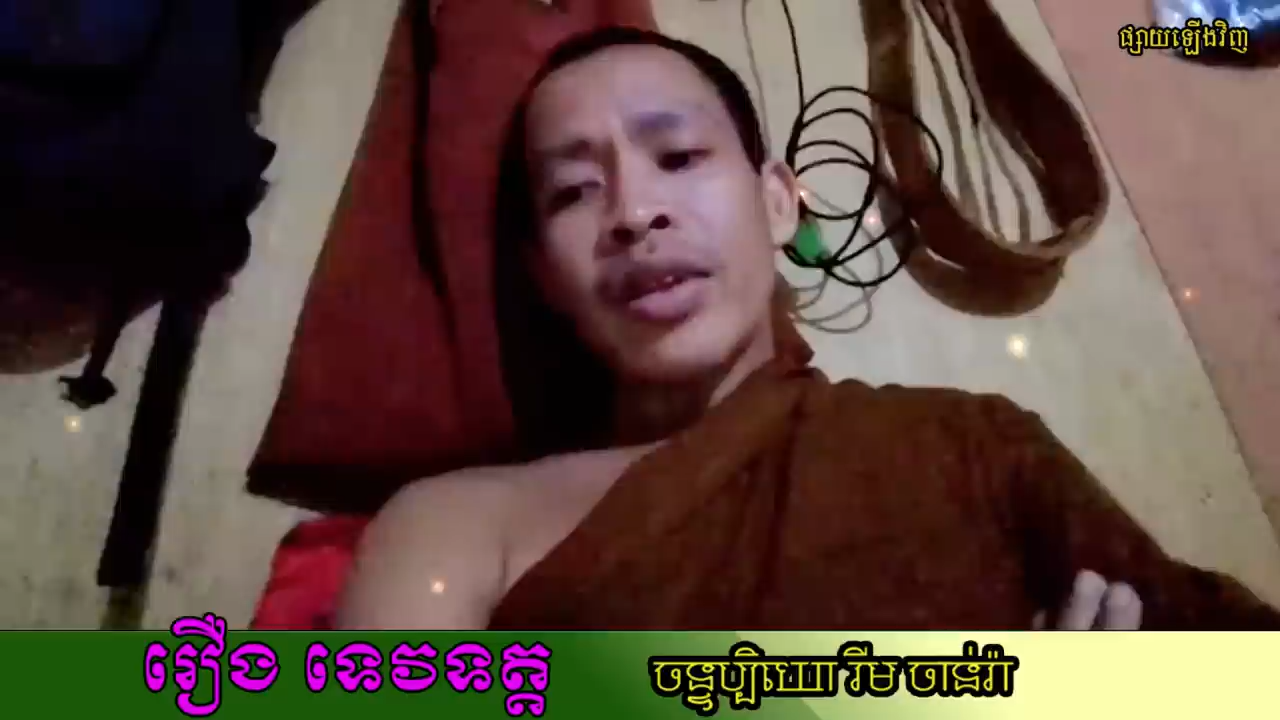 ផ្សាយឡើងវិញ
រឿង ទេវទត្ត
ចន្ទប្បិយោ រីម ចាន់រ៉ា